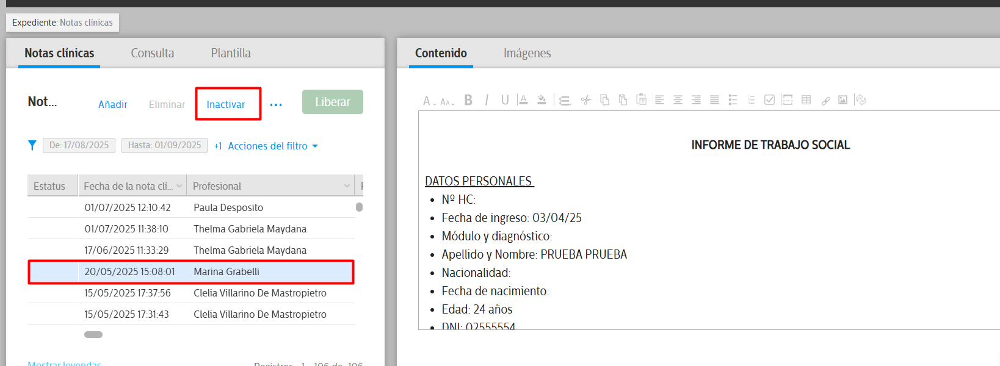 Expediente: Notas clínicas
Notas clínicas Consulta Plantilla
Not... Añadir Eliminar Inactivar ... Liberar
De: 17/08/2025 Hasta: 01/09/2025 +1 Acciones del filtro
Estatus Fecha de la nota clí... Profesional
01/07/2025 12:10:42 Paula Desposito
01/07/2025 11:38:10 Thelma Gabriela Maydana
17/06/2025 11:33:29 Thelma Gabriela Maydana
20/05/2025 15:08:01 Marina Grabelli
15/05/2025 17:37:56 Clelia Villarino De Mastropietro
15/05/2025 17:31:43 Clelia Villarino De Mastropietro
Mostrar leyendas Registros 1 - 106 de 106
Contenido Imágenes
A AA B I U A
INFORME DE TRABAJO SOCIAL
DATOS PERSONALES
• Nº HC:
• Fecha de ingreso: 03/04/25
• Módulo y diagnóstico:
• Apellido y Nombre: PRUEBA PRUEBA
• Nacionalidad:
• Fecha de nacimiento:
• Edad: 24 años
• DNI: 02555554